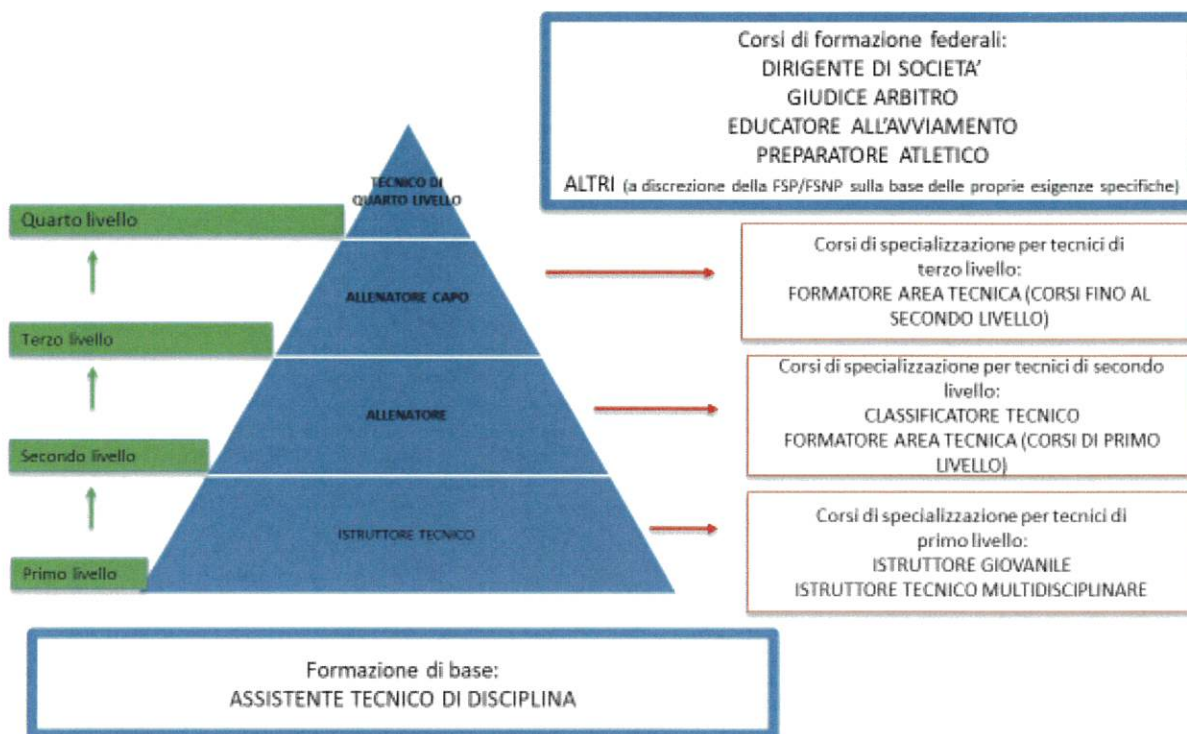 Corsi di formazione federali:
DIRIGENTE DI SOCIETA'
GIUDICE ARBITRO
EDUCATORE ALL'AVVIAMENTO
PREPARATORE ATLETICO
ALTRI (a discrezione della FSP/FSNP sulla base delle proprie esigenze specifiche)
TECNICO DI
QUARTO LIVELLO
Quarto livello
ALLENATORE CAPO
Corsi di specializzazione per tecnici di
terzo livello:
FORMATORE AREA TECNICA (CORSI FINO AL
SECONDO LIVELLO)
Terzo livello
ALLENATORE
Corsi di specializzazione per tecnici di secondo
livello:
CLASSIFICATORE TECNICO
FORMATORE AREA TECNICA (CORSI DI PRIMO
LIVELLO)
Secondo livello
ISTRUTTORE TECNICO
Corsi di specializzazione per tecnici di
primo livello:
ISTRUTTORE GIOVANILE
ISTRUTTORE TECNICO MULTIDISCIPLINARE
Primo livello
Formazione di base:
ASSISTENTE TECNICO DI DISCIPLINA